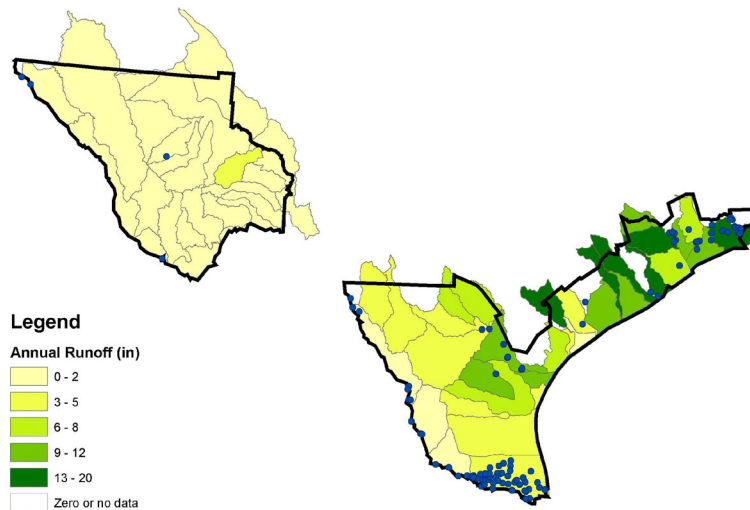 Legend
Annual Runoff (in)
0 - 2
3 - 5
6 - 8
9 - 12
13 - 20
Zero or no data